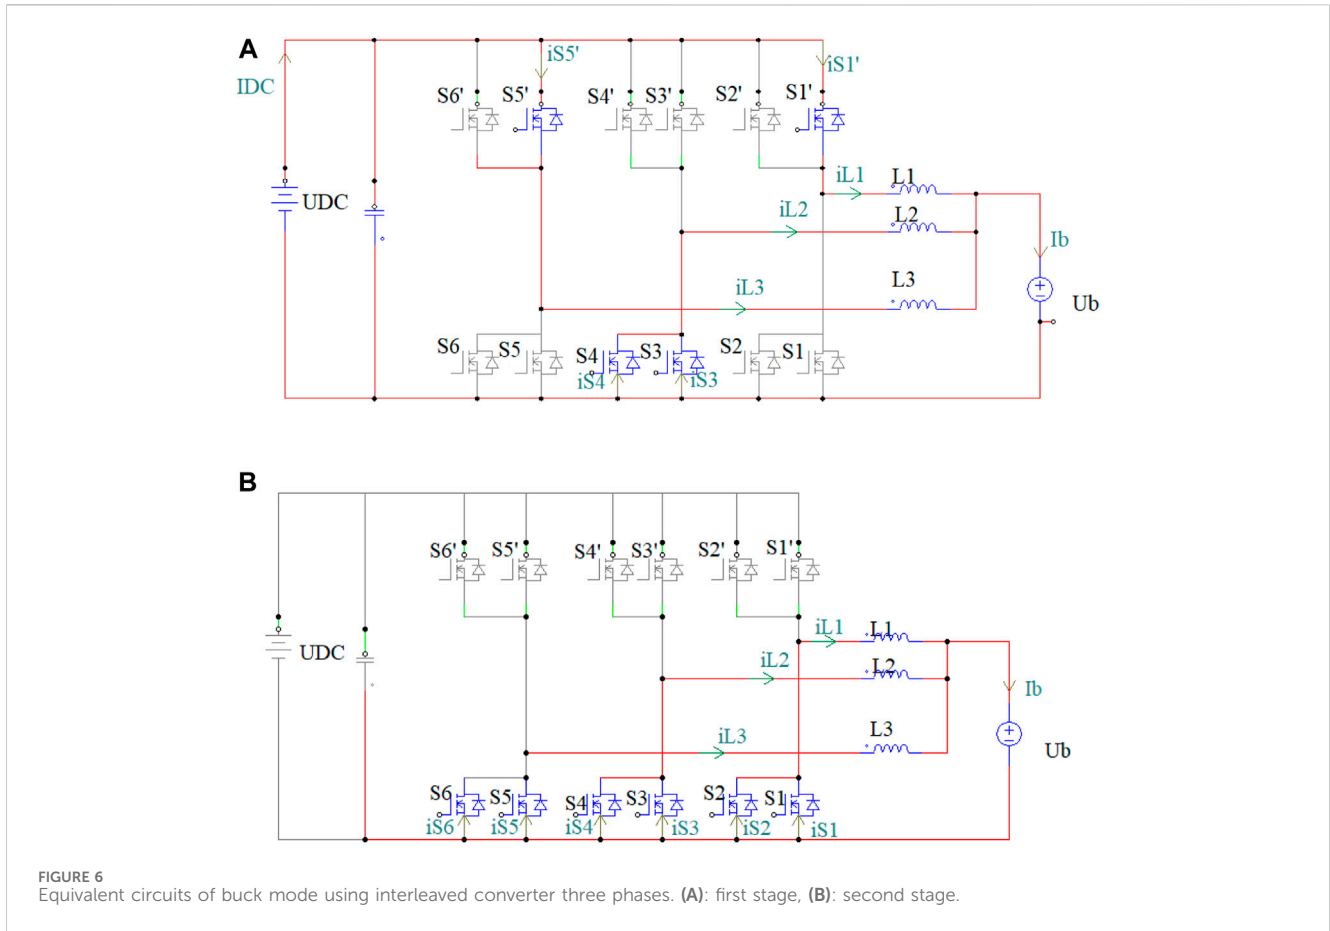 A
IDC
iS5'
iS1'
S6' S5' S4' S3' S2' S1'
UDC
iL1 L1
iL2 L2
iL3 L3
Ib
Ub
S6 S5 S4 S3 S2 S1
iS4 iS3
B
S6' S5' S4' S3' S2' S1'
UDC
iL1 L1
iL2 L2
iL3 L3
Ib
Ub
S6 S5 S4 S3 S2 S1
iS6 iS5 iS4 iS3 iS2 iS1
FIGURE 6
Equivalent circuits of buck mode using interleaved converter three phases. (A): first stage, (B): second stage.